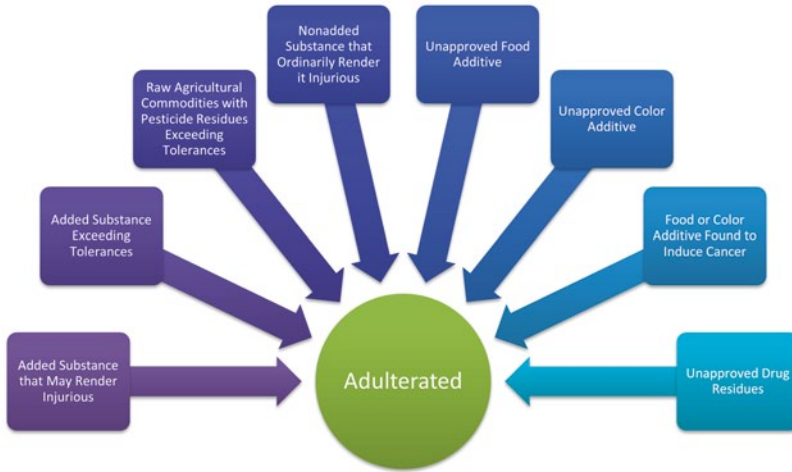 Added Substance
that May Render
Injurious
Added Substance
Exceeding
Tolerances
Raw Agricultural
Commodities with
Pesticide Residues
Exceeding
Tolerances
Nonadded
Substance that
Ordinarily Render
it Injurious
Unapproved Food
Additive
Unapproved Color
Additive
Food or Color
Additive Found to
Induce Cancer
Unapproved Drug
Residues
Adulterated